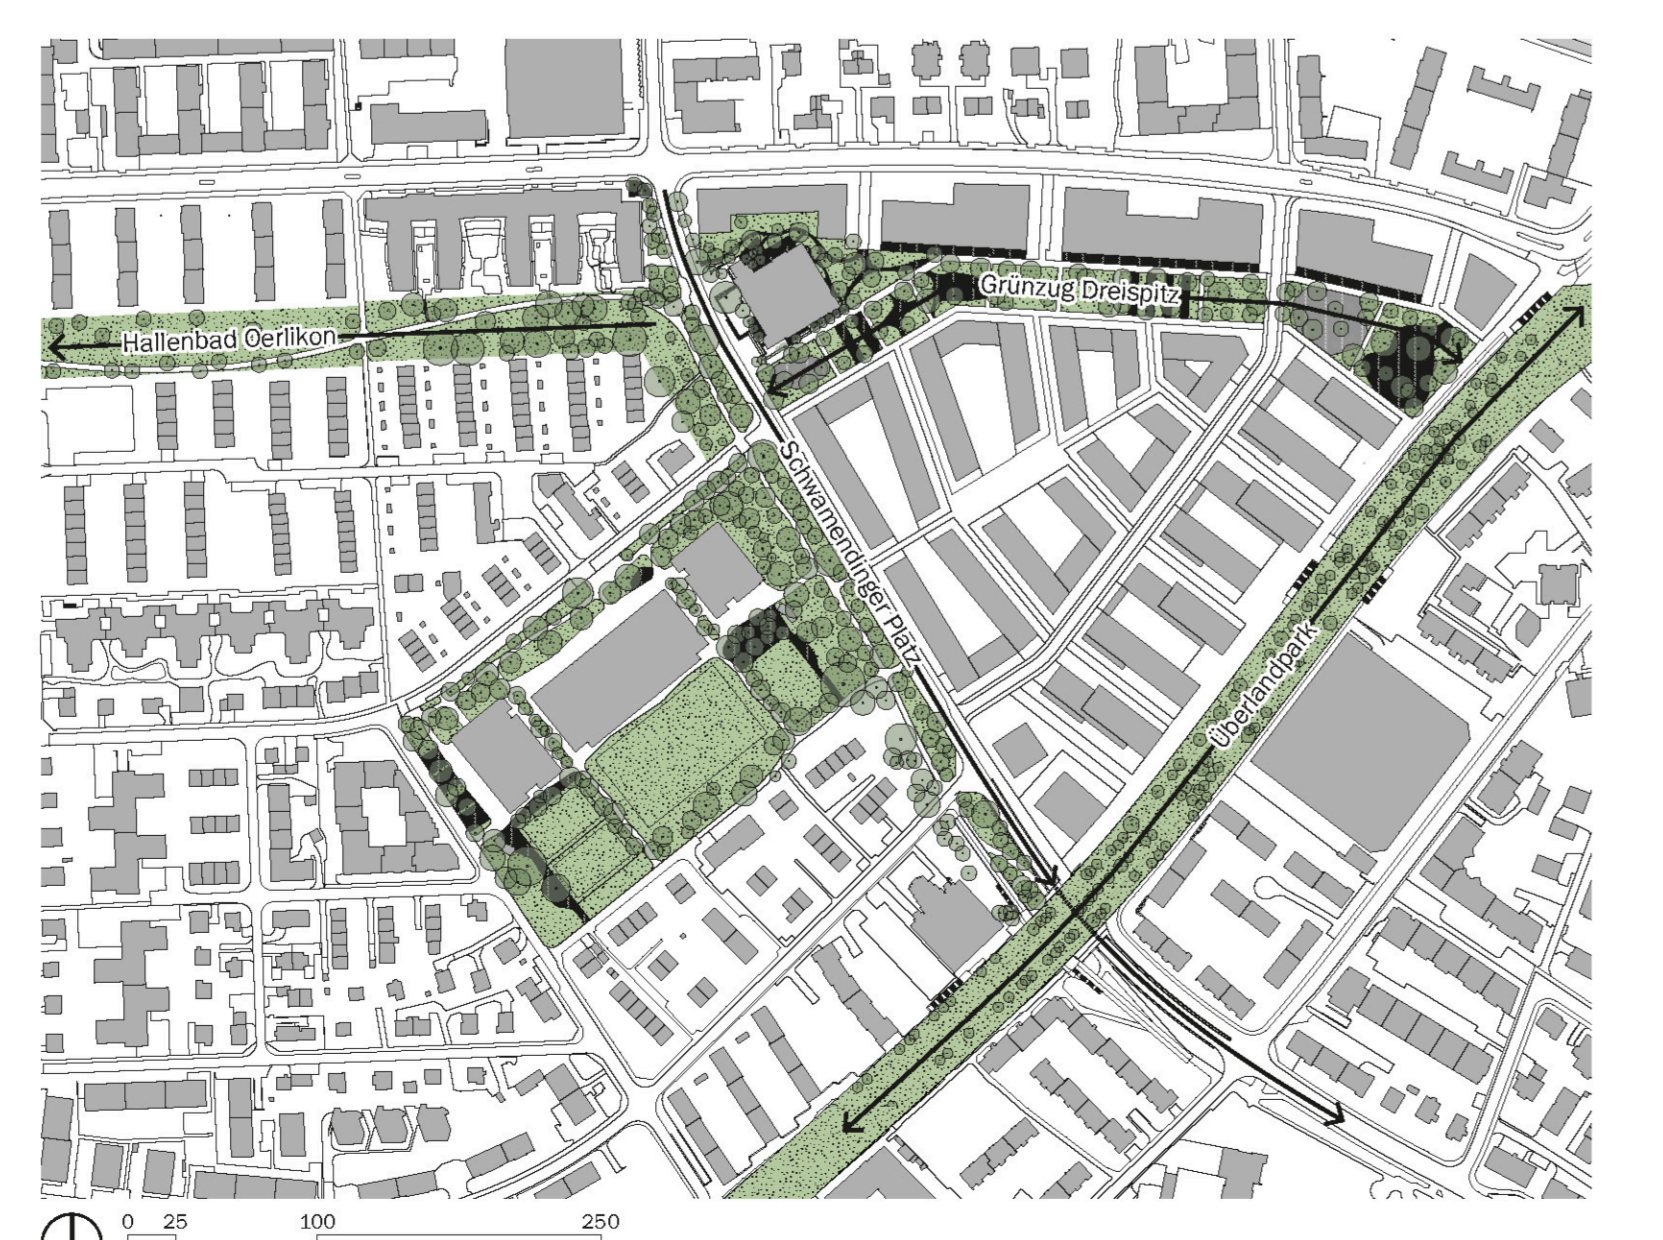 Grünzug Dreispitz
Hallenbad Oerlikon
Schwamendinger Platz
Überlandpark
0 25 100 250